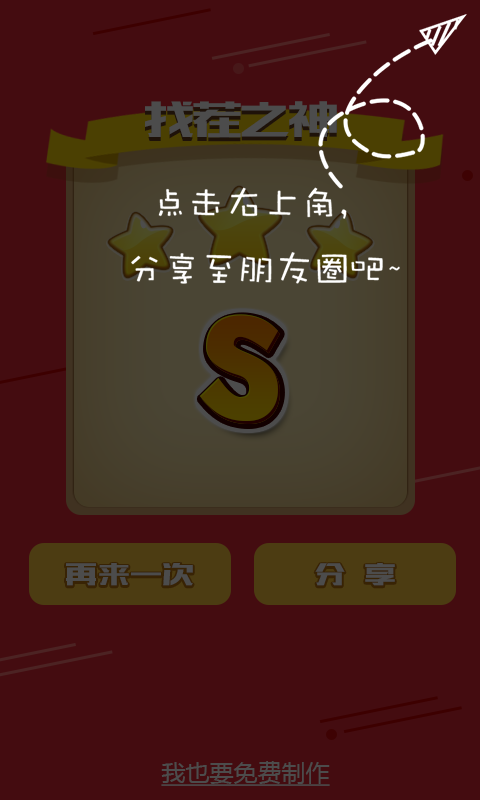 找茬之神
点击右上角,
分享至朋友圈吧~
S
再来一次
分 享
我也要免费制作